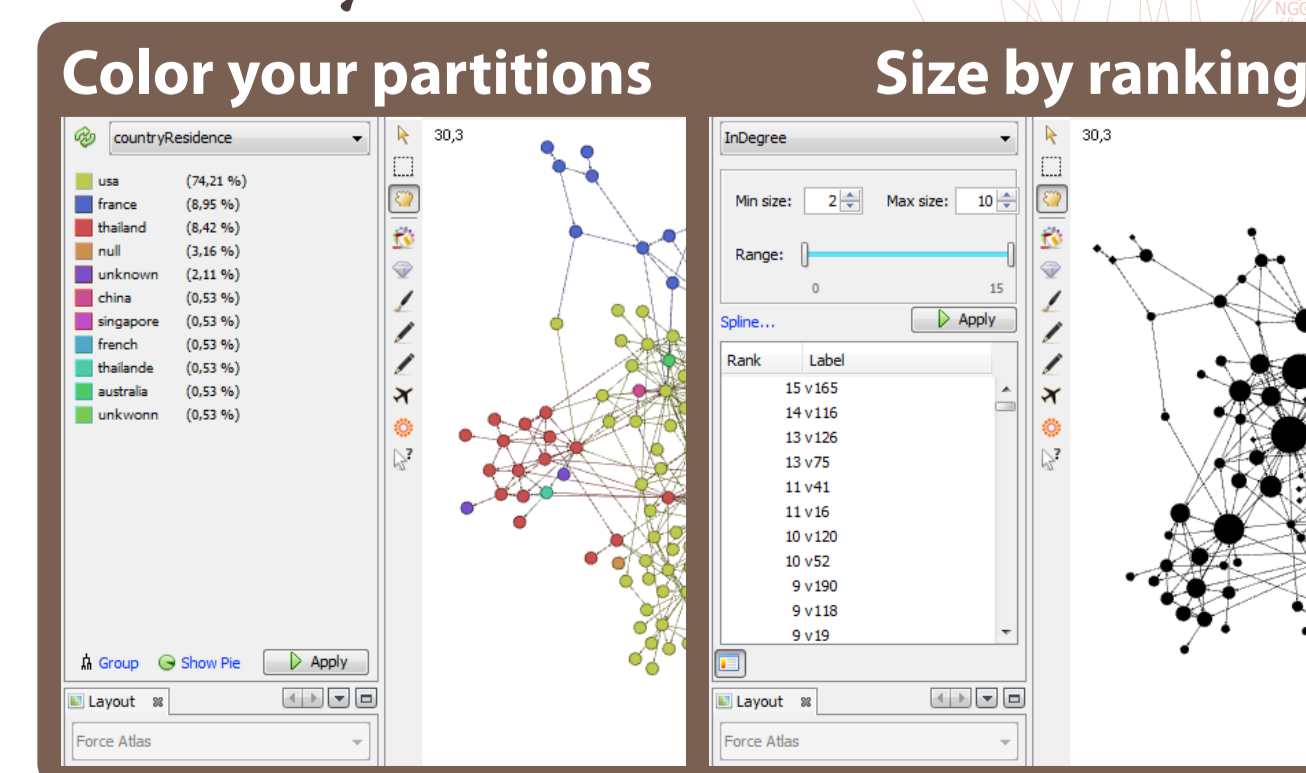 NGG
Color your partitions
Size by ranking
countryResidence
30,3
usa (74,21 %)
france (8,95 %)
thailand (8,42 %)
null (3,16 %)
unknown (2,11 %)
china (0,53 %)
singapore (0,53 %)
french (0,53 %)
thailande (0,53 %)
australia (0,53 %)
unkwonn (0,53 %)
Group Show Pie Apply
Layout
Force Atlas
InDegree
30,3
Min size: 2 Max size: 10
Range:
0 15
Spline... Apply
Rank Label
15 v165
14 v116
13 v126
13 v75
11 v41
11 v16
10 v120
10 v52
9 v190
9 v118
9 v19
Layout
Force Atlas